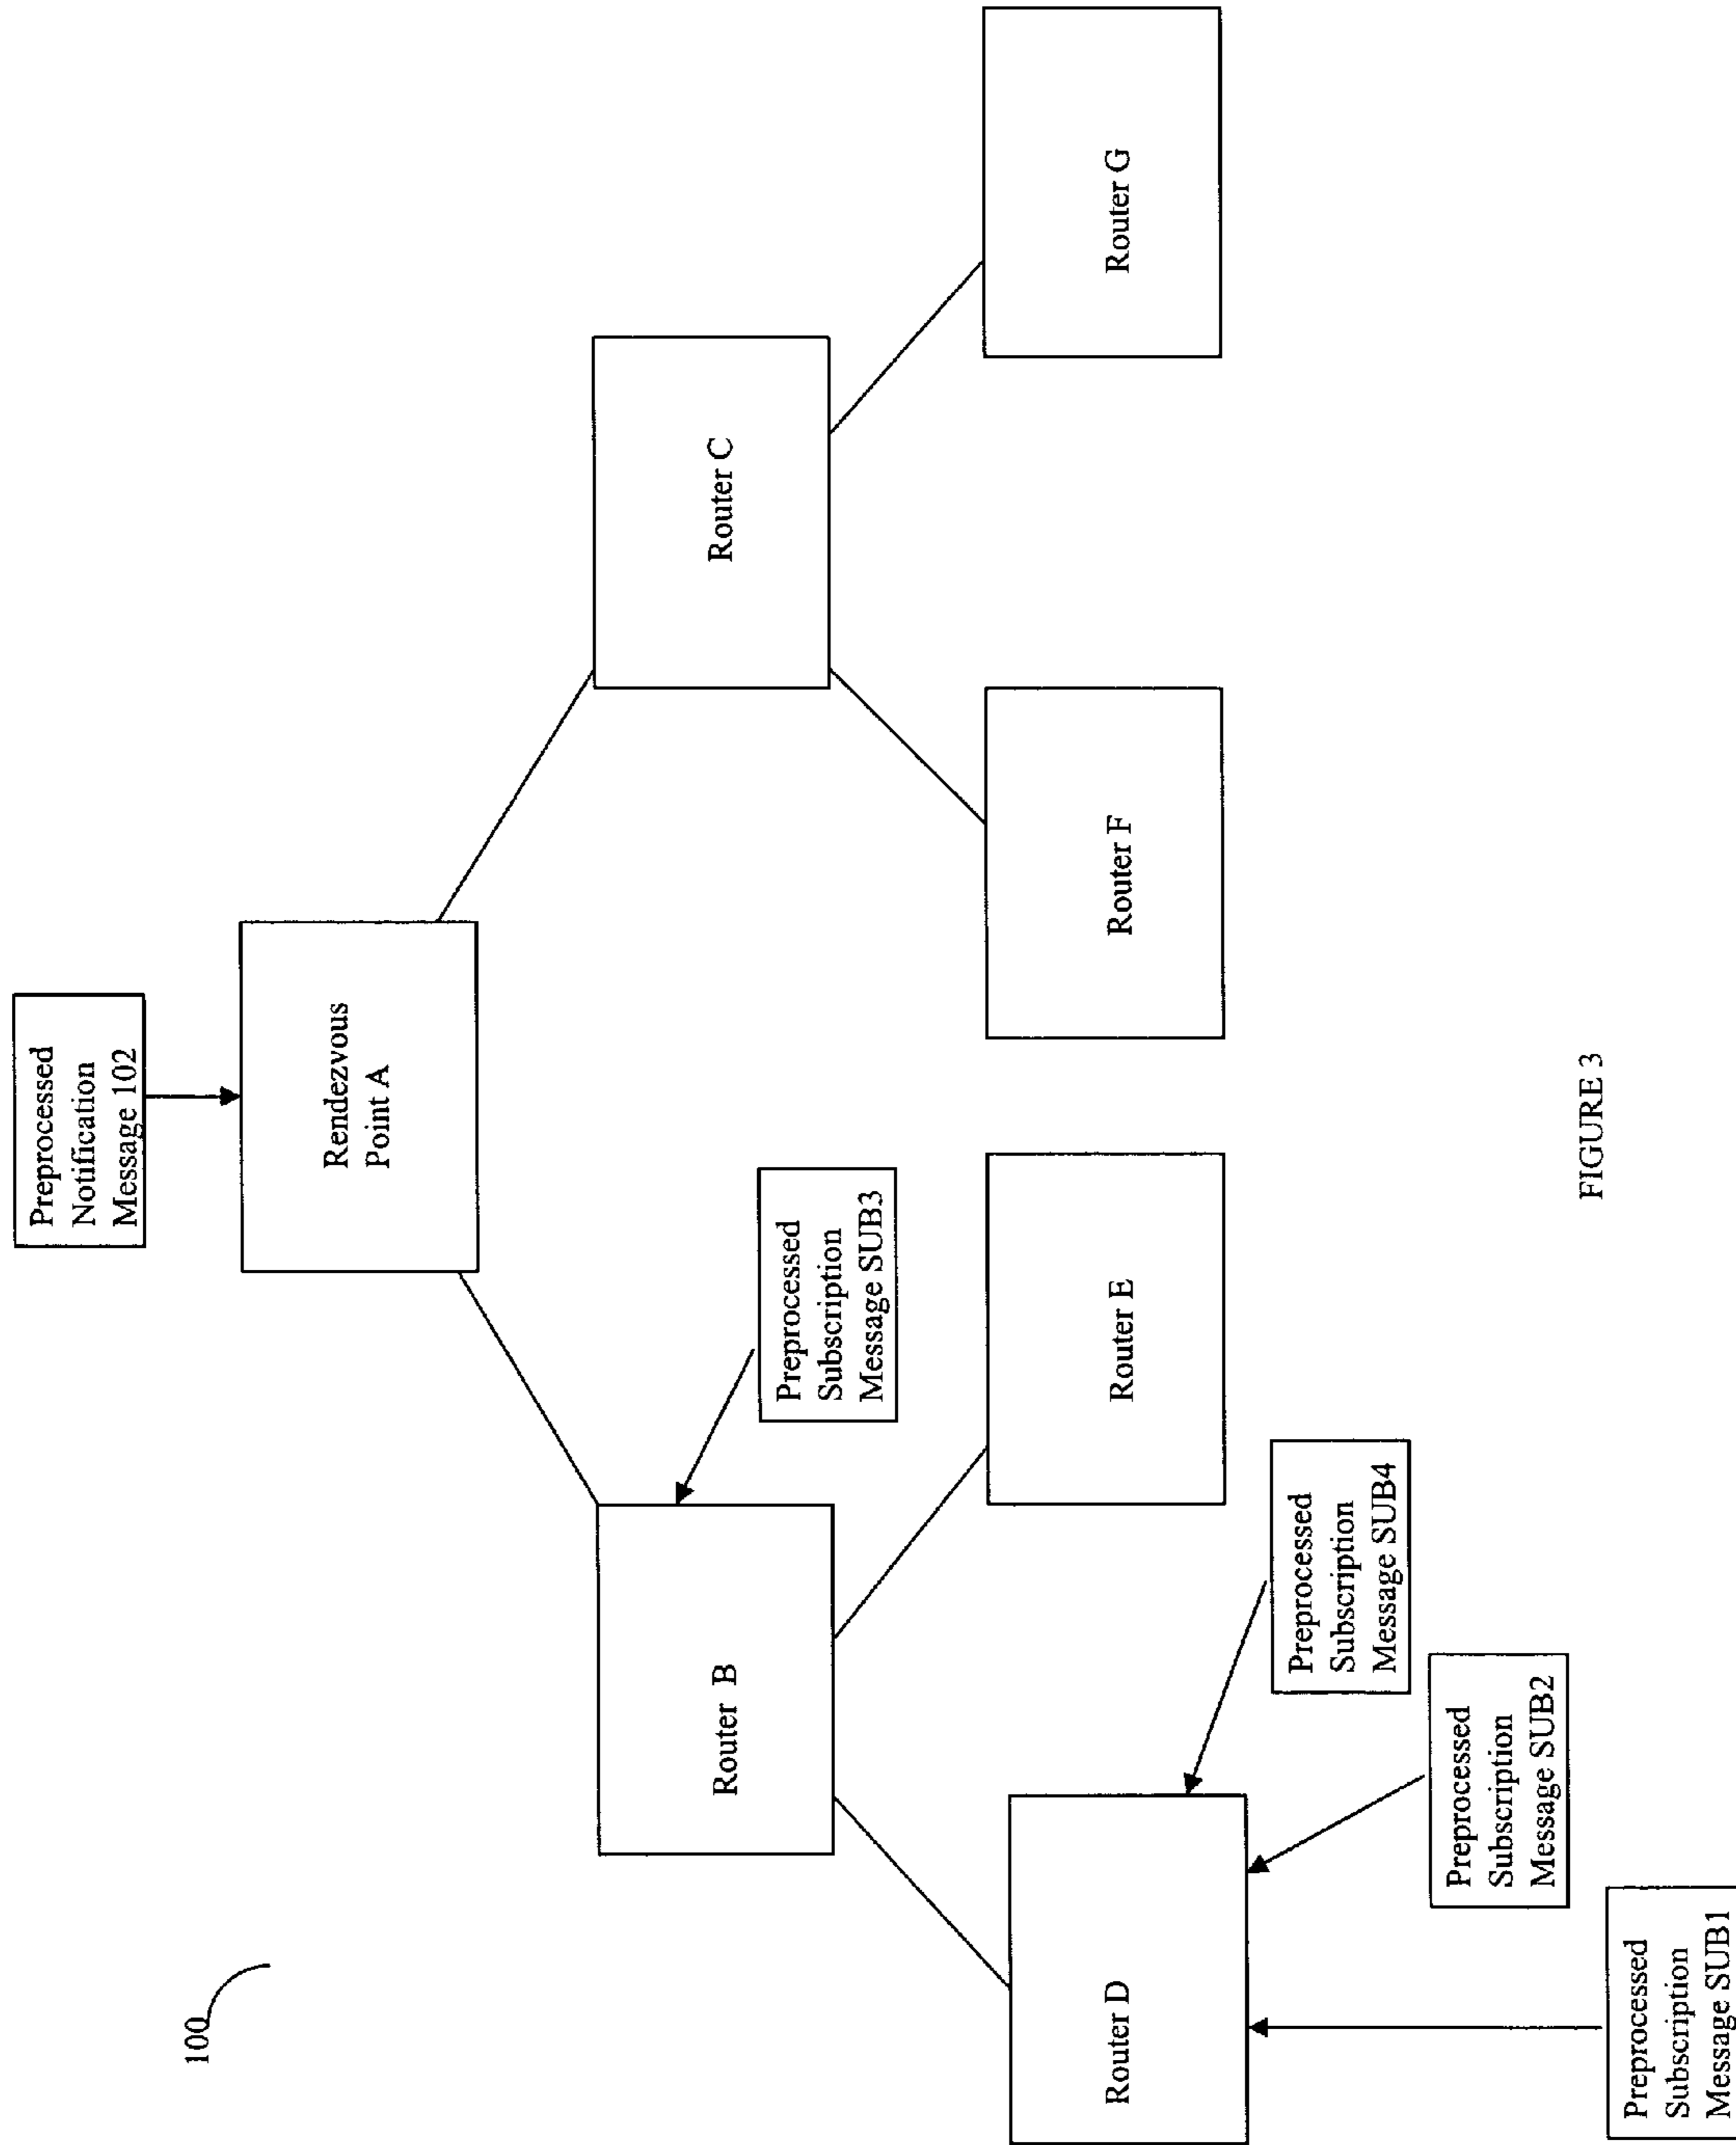 100
Preprocessed
Notification
Message 102
Rendezvous
Point A
Router B
Preprocessed
Subscription
Message SUB3
Router C
Router D
Router E
Router F
Router G
Preprocessed
Subscription
Message SUB4
Preprocessed
Subscription
Message SUB2
Preprocessed
Subscription
Message SUB1
FIGURE 3